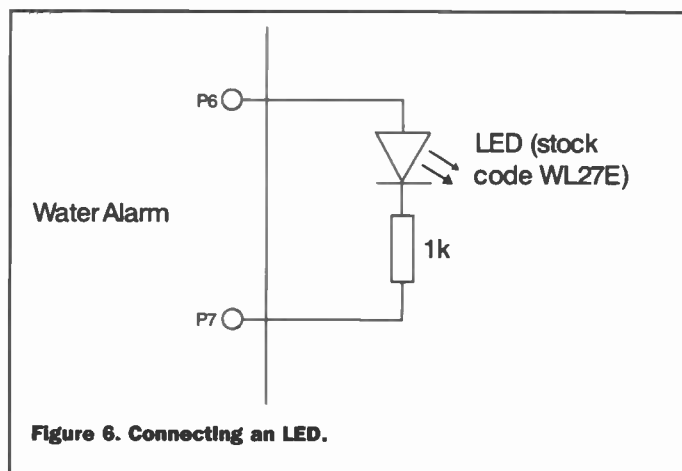 P6
LED (stock
code WL27E)
Water Alarm
1k
P7
Figure 6. Connecting an LED.